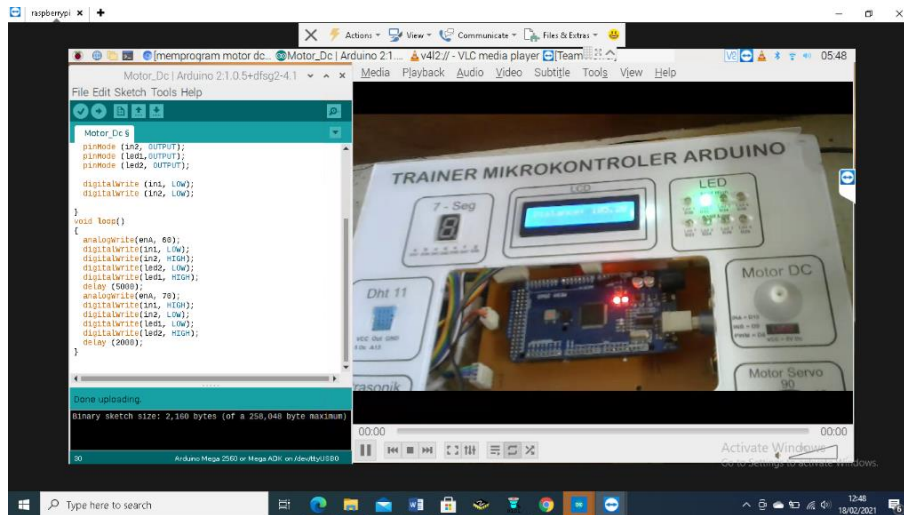 raspberrypi
Actions
View
Communicate
Files & Extras
[memprogram motor dc...
Motor_Dc | Arduino 2:1....
v4l2:// - VLC media player
[Team
05:48
Motor_Dc | Arduino 2:1.0.5+dfsg2-4.1
File Edit Sketch Tools Help
Motor_Dc §
pinMode (in2, OUTPUT);
pinMode (led1,OUTPUT);
pinMode (led2, OUTPUT);
digitalWrite (in1, LOW);
digitalWrite (in2, LOW);
}
void loop()
{
analogWrite(enA, 60);
digitalWrite(in1, LOW);
digitalWrite(in2, HIGH);
digitalWrite(led2, LOW);
digitalWrite(led1, HIGH);
delay (5000);
analogWrite(enA, 70);
digitalWrite(in1, HIGH);
digitalWrite(in2, LOW);
digitalWrite(led1, LOW);
digitalWrite(led2, HIGH);
delay (2000);
}
Done uploading.
Binary sketch size: 2,160 bytes (of a 258,048 byte maximum)
30
Arduino Mega 2560 or Mega ADK on /dev/ttyUSB0
Media Playback Audio Video Subtitle Tools View Help
TRAINER MIKROKONTROLER ARDUINO
7 - Seg
LCD
LED
Dht 11
VCC Out GND
Motor DC
Motor Servo
90
rasonik
00:00
00:00
Activate Windows
Go to Settings to activate Windows.
Type here to search
12:48
18/02/2021